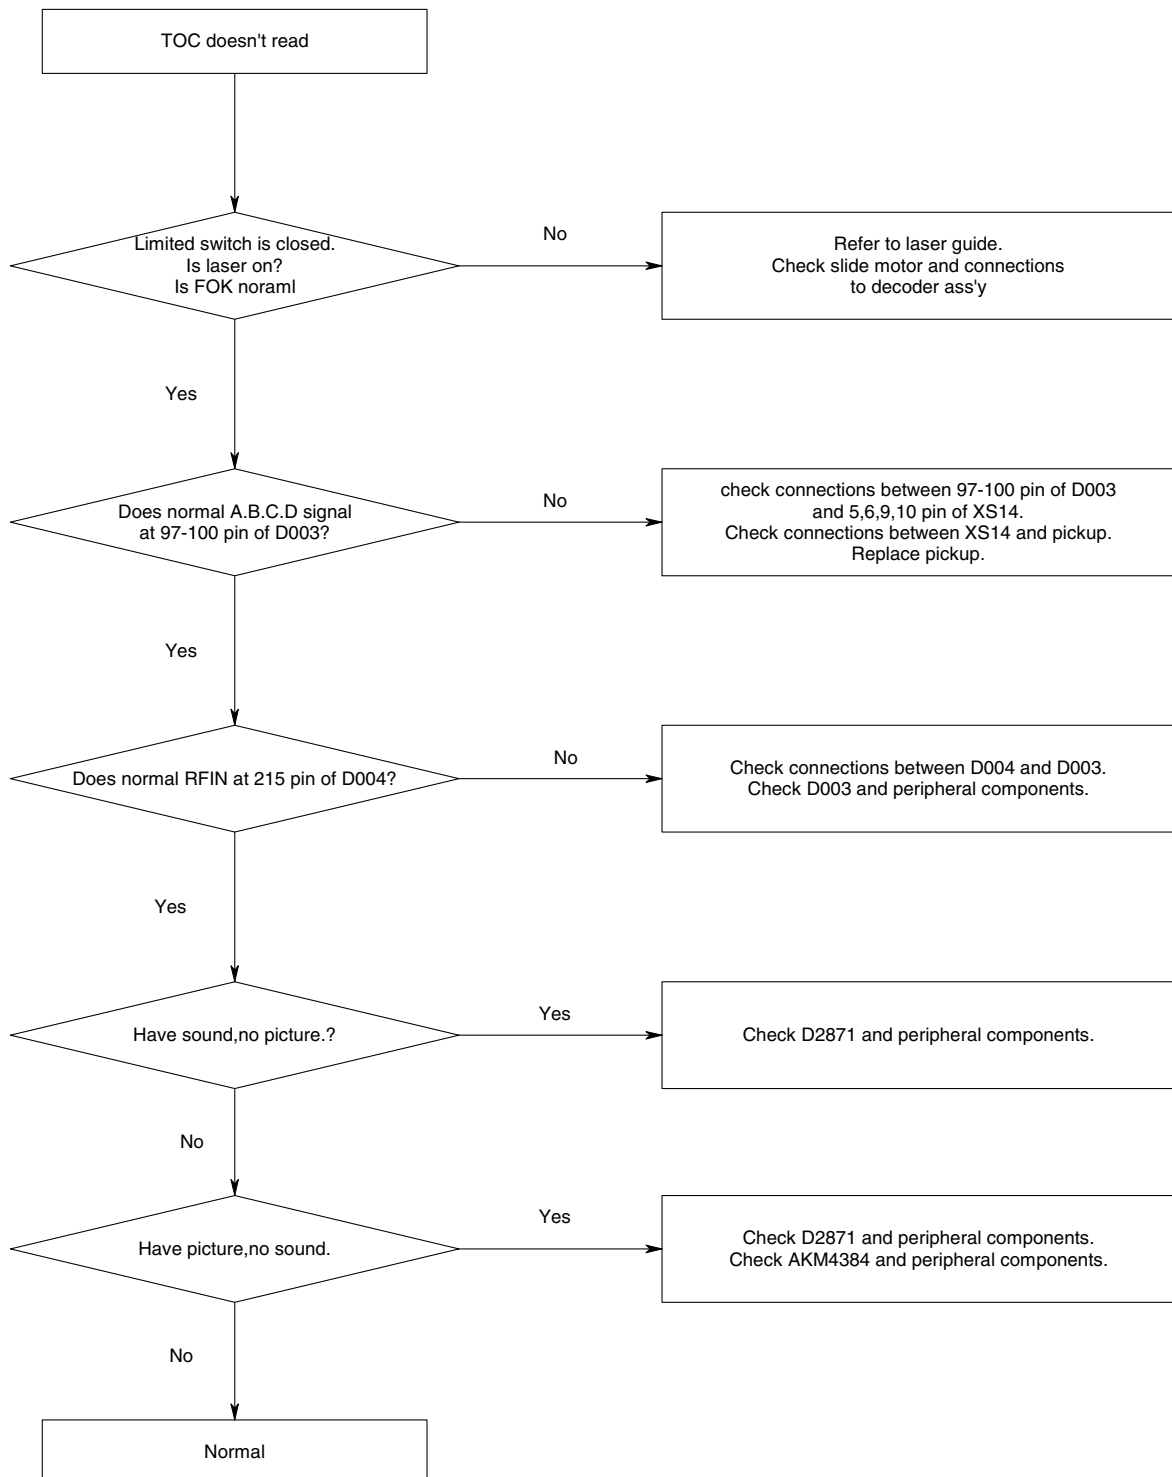 TOC doesn't read
Limited switch is closed.
Is laser on?
Is FOK noraml
No
Refer to laser guide.
Check slide motor and connections
to decoder ass'y
Yes
Does normal A.B.C.D signal
at 97-100 pin of D003?
No
check connections between 97-100 pin of D003
and 5,6,9,10 pin of XS14.
Check connections between XS14 and pickup.
Replace pickup.
Yes
Does normal RFIN at 215 pin of D004?
No
Check connections between D004 and D003.
Check D003 and peripheral components.
Yes
Have sound,no picture.?
Yes
Check D2871 and peripheral components.
No
Have picture,no sound.
Yes
Check D2871 and peripheral components.
Check AKM4384 and peripheral components.
No
Normal